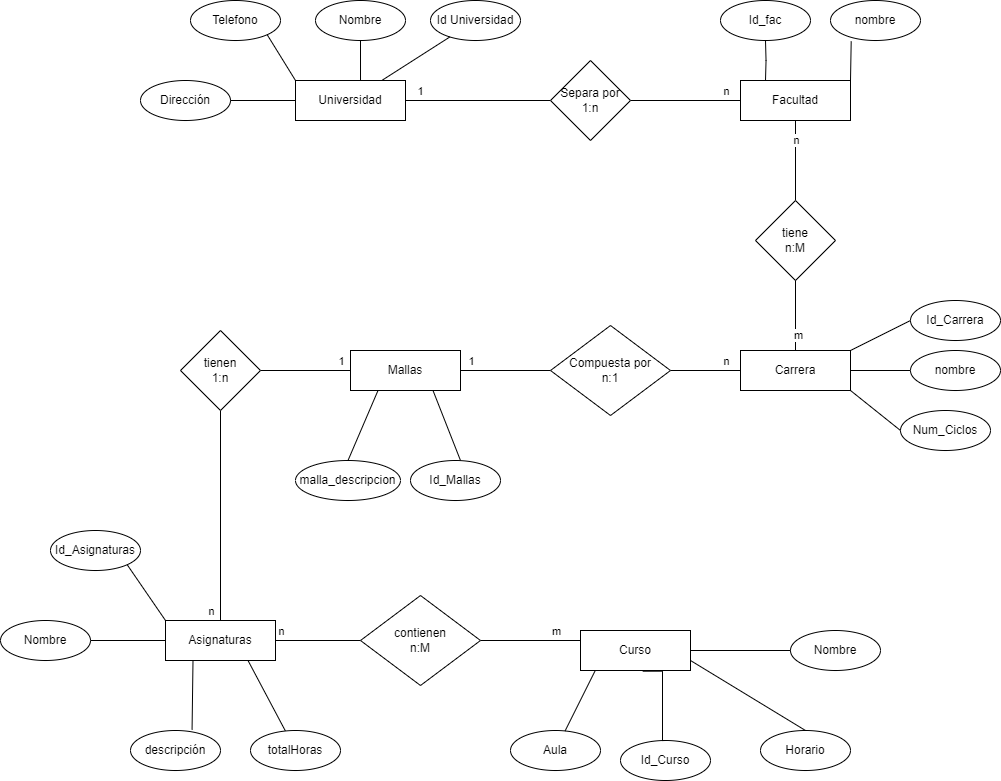 Telefono
Nombre
Id Universidad
Id_fac
nombre
Dirección
Universidad
1
Separa por
1:n
n
Facultad
n
tiene
n:M
m
Id_Carrera
tienen
1:n
1
Mallas
1
Compuesta por
n:1
n
Carrera
nombre
Num_Ciclos
malla_descripcion
Id_Mallas
Id_Asignaturas
n
Nombre
Asignaturas
n
contienen
n:M
m
Curso
Nombre
descripción
totalHoras
Aula
Id_Curso
Horario